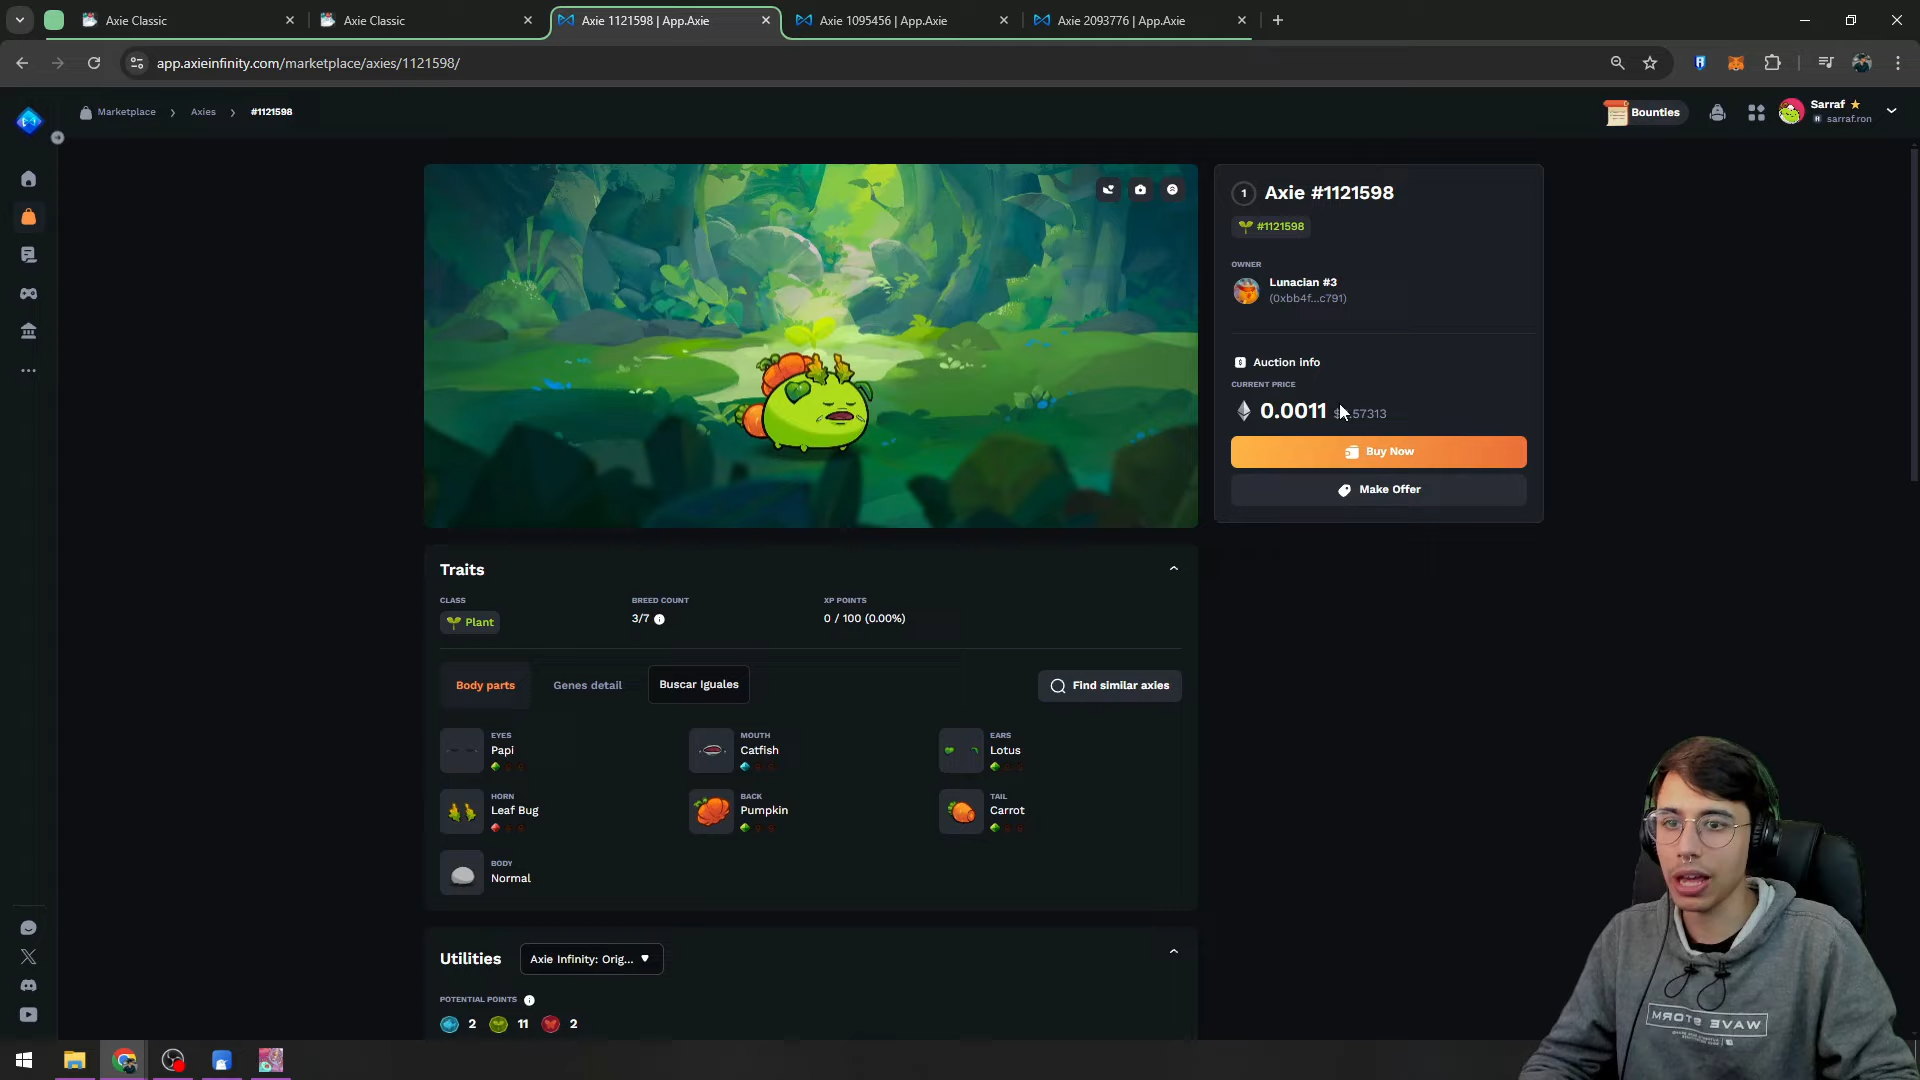 Axie Classic
Axie Classic
Axie 1121598 | App.Axie
Axie 1095456 | App.Axie
Axie 2093776 | App.Axie
app.axieinfinity.com/marketplace/axies/1121598/
Marketplace
Axies
#1121598
Bounties
Sarraf
sarraf.ron
1
Axie #1121598
#1121598
OWNER
Lunacian #3
(0xbb4f...c791)
Auction info
CURRENT PRICE
0.0011
57313
Buy Now
Make Offer
Traits
CLASS
Plant
BREED COUNT
3/7
XP POINTS
0 / 100 (0.00%)
Body parts
Genes detail
Buscar Iguales
Find similar axies
EYES
Papi
MOUTH
Catfish
EARS
Lotus
HORN
Leaf Bug
BACK
Pumpkin
TAIL
Carrot
BODY
Normal
Utilities
Axie Infinity: Orig...
POTENTIAL POINTS
2
11
2
WAVE STORM